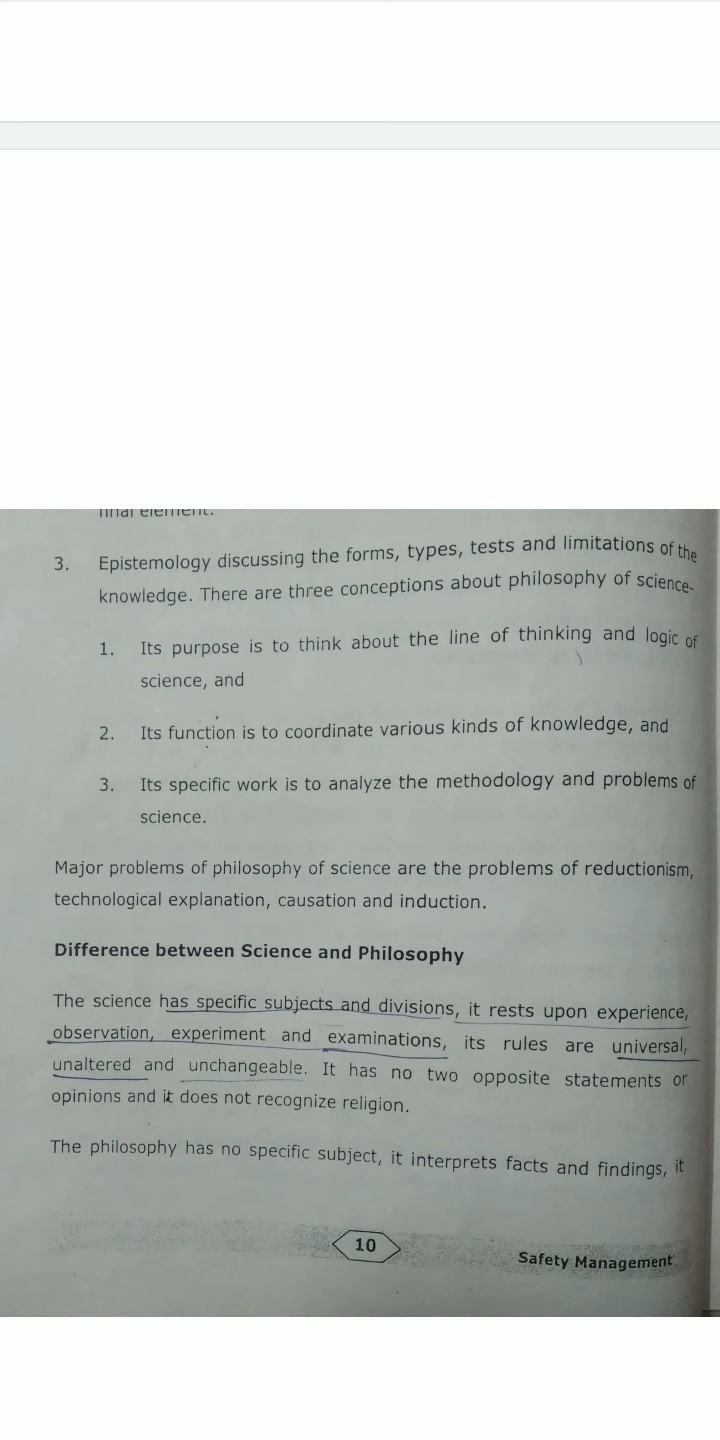 final element.
3. Epistemology discussing the forms, types, tests and limitations of the
knowledge. There are three conceptions about philosophy of science-
1. Its purpose is to think about the line of thinking and logic of
science, and
2. Its function is to coordinate various kinds of knowledge, and
3. Its specific work is to analyze the methodology and problems of
science.
Major problems of philosophy of science are the problems of reductionism,
technological explanation, causation and induction.
Difference between Science and Philosophy
The science has specific subjects and divisions, it rests upon experience,
observation, experiment and examinations, its rules are universal,
unaltered and unchangeable. It has no two opposite statements or
opinions and it does not recognize religion.
The philosophy has no specific subject, it interprets facts and findings, it
10
Safety Management